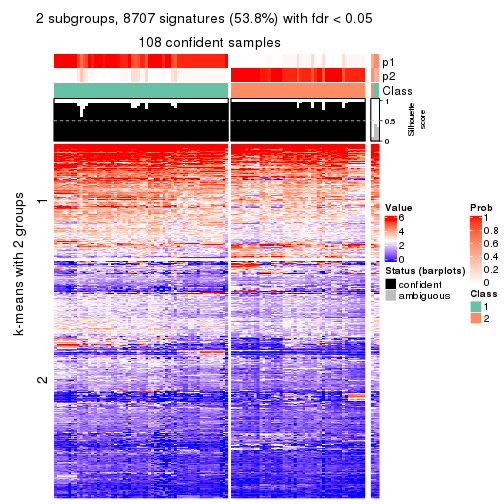 2 subgroups, 8707 signatures (53.8%) with fdr < 0.05
108 confident samples
p1
p2
Class
1
0.5
0
Silhouette
score
k-means with 2 groups
1
2
Value
6
4
2
0
Status (barplots)
confident
ambiguous
Prob
1
0.8
0.6
0.4
0.2
0
Class
1
2